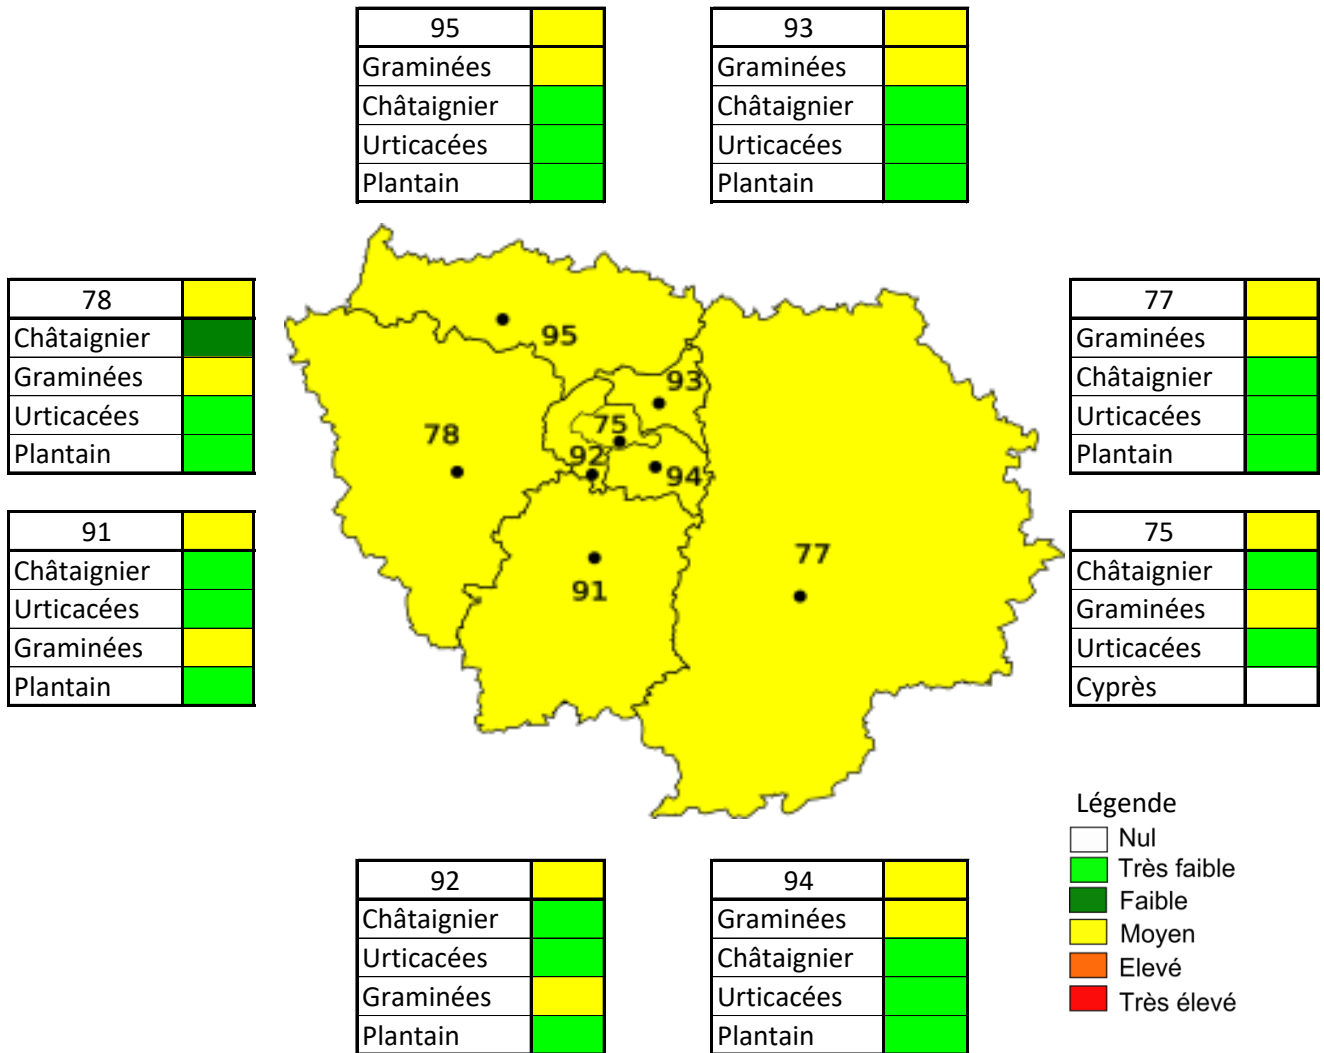 95
Graminées
Châtaignier
Urticacées
Plantain
93
Graminées
Châtaignier
Urticacées
Plantain
78
Châtaignier
Graminées
Urticacées
Plantain
91
Châtaignier
Urticacées
Graminées
Plantain
95
93
78
75
92
94
77
91
77
Graminées
Châtaignier
Urticacées
Plantain
75
Châtaignier
Graminées
Urticacées
Cyprès
92
Châtaignier
Urticacées
Graminées
Plantain
94
Graminées
Châtaignier
Urticacées
Plantain
Légende
Nul
Très faible
Faible
Moyen
Elevé
Très élevé